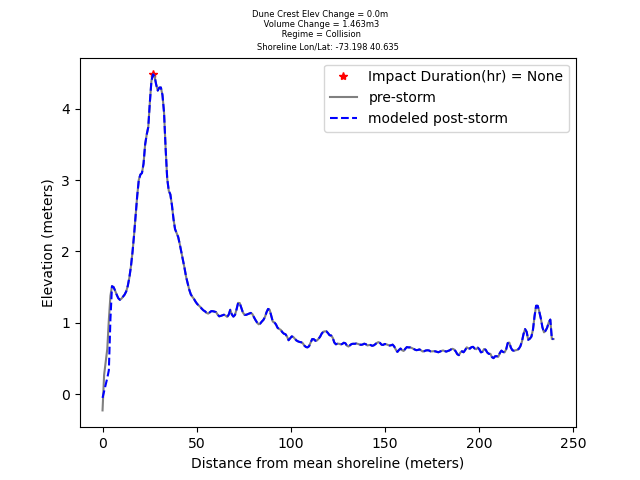 Dune Crest Elev Change = 0.0m
Volume Change = 1.463m3
Regime = Collision
Shoreline Lon/Lat: -73.198 40.635
Impact Duration(hr) = None
pre-storm
modeled post-storm
Elevation (meters)
4
3
2
1
0
0 50 100 150 200 250
Distance from mean shoreline (meters)